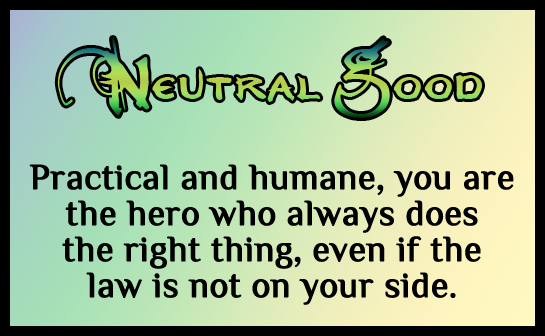 Neutral Good
Practical and humane, you are
the hero who always does
the right thing, even if the
law is not on your side.